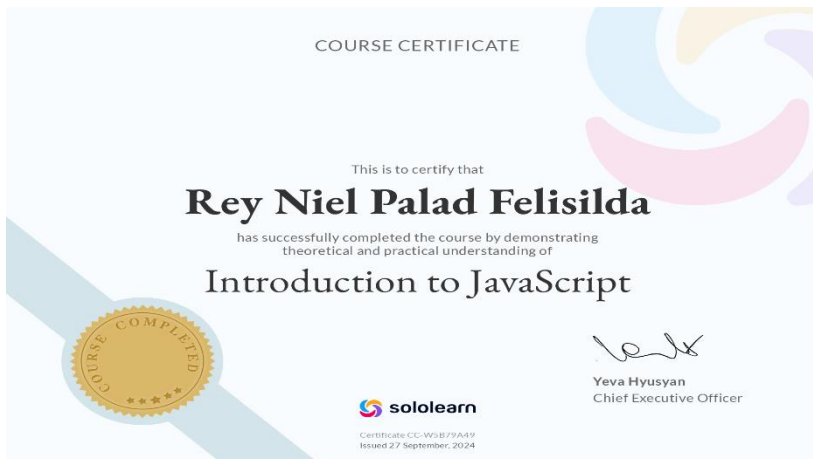 COURSE CERTIFICATE
This is to certify that
Rey Niel Palad Felisilda
has successfully completed the course by demonstrating
theoretical and practical understanding of
Introduction to JavaScript
COURSE COMPLETED
Yeva Hyusyan
Chief Executive Officer
sololearn
Certificate CC-W5B79A49
Issued 27 September, 2024